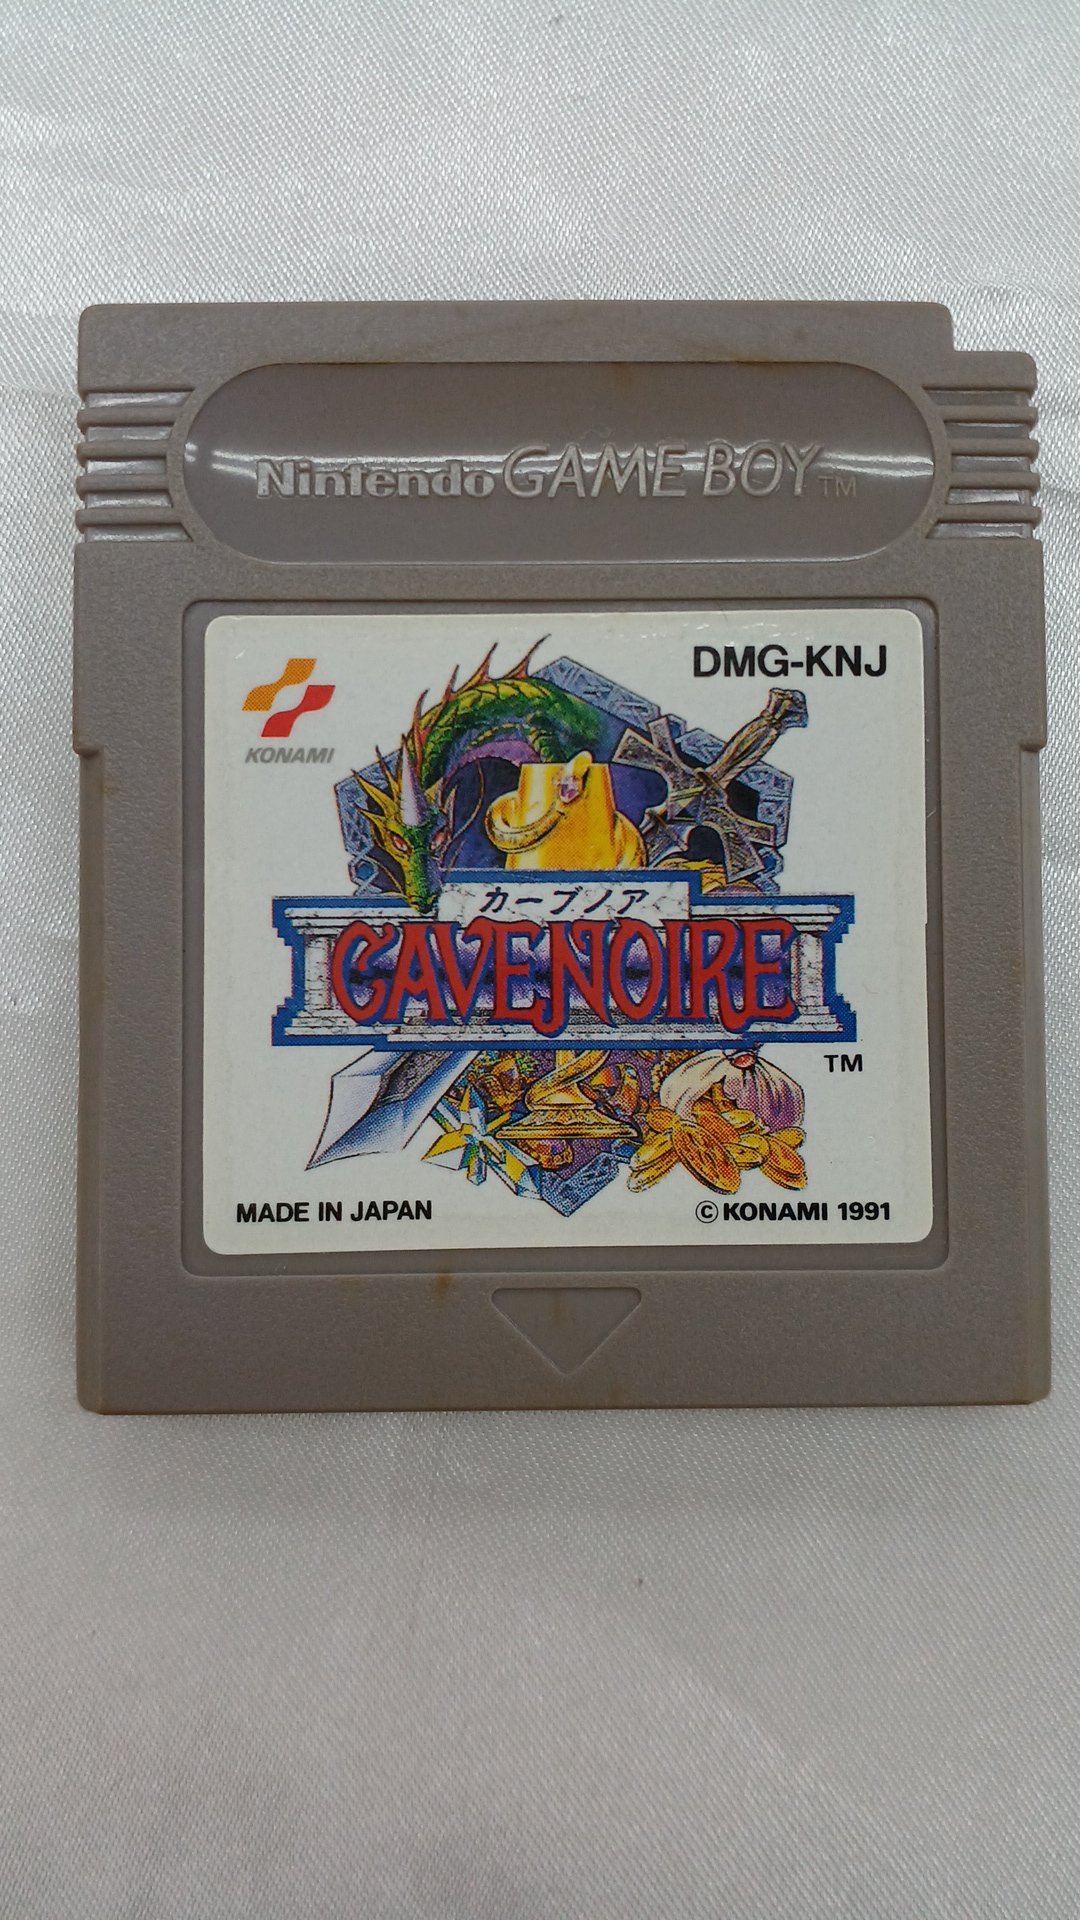 Nintendo GAME BOY TM
DMG-KNJ
KONAMI
カーブノア
CAVENOIRE
TM
MADE IN JAPAN
© KONAMI 1991